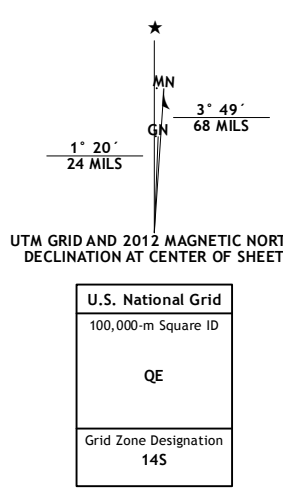 MN
3° 49´
68 MILS
GN
1° 20´
24 MILS
UTM GRID AND 2012 MAGNETIC NORT
DECLINATION AT CENTER OF SHEET
U.S. National Grid
100,000-m Square ID
QE
Grid Zone Designation
14S